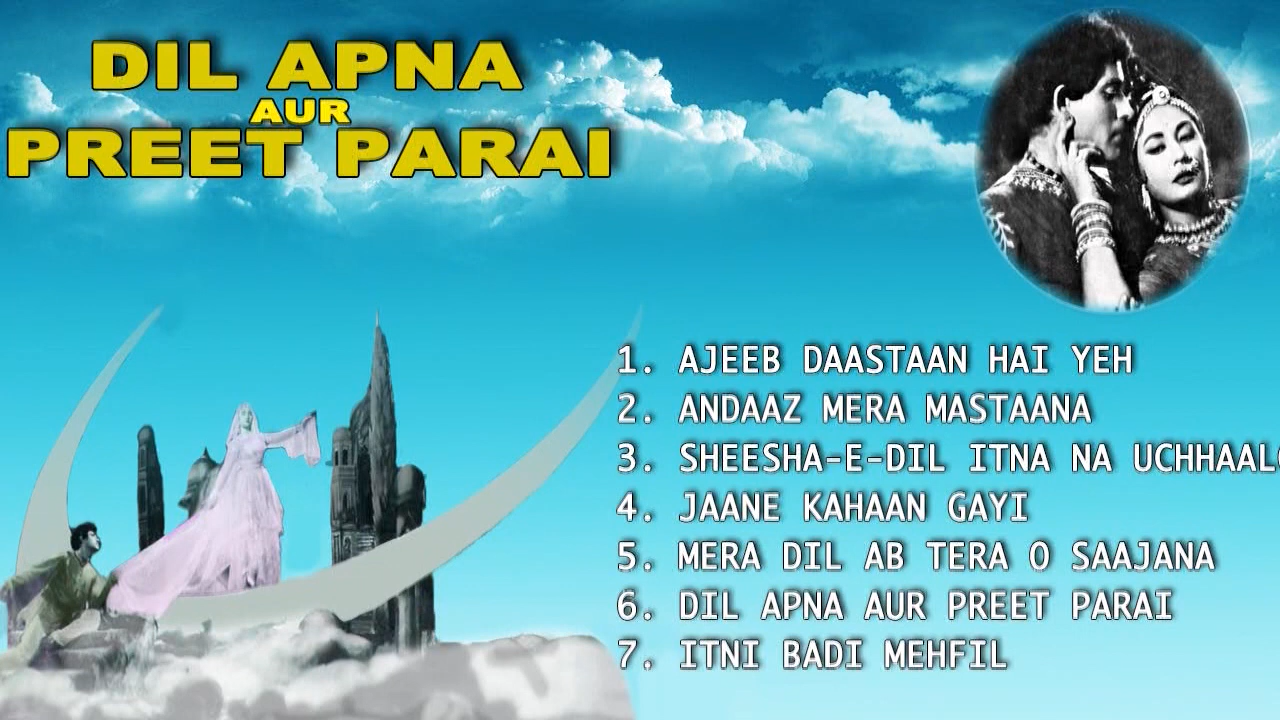 DIL APNA
AUR
PREET PARAI
1. AJEEB DAASTAAN HAI YEH
2. ANDAAZ MERA MASTAANA
3. SHEESHA-E-DIL ITNA NA UCHHAALO
4. JAANE KAHAAN GAYI
5. MERA DIL AB TERA O SAAJANA
6. DIL APNA AUR PREET PARAI
7. ITNI BADI MEHFIL